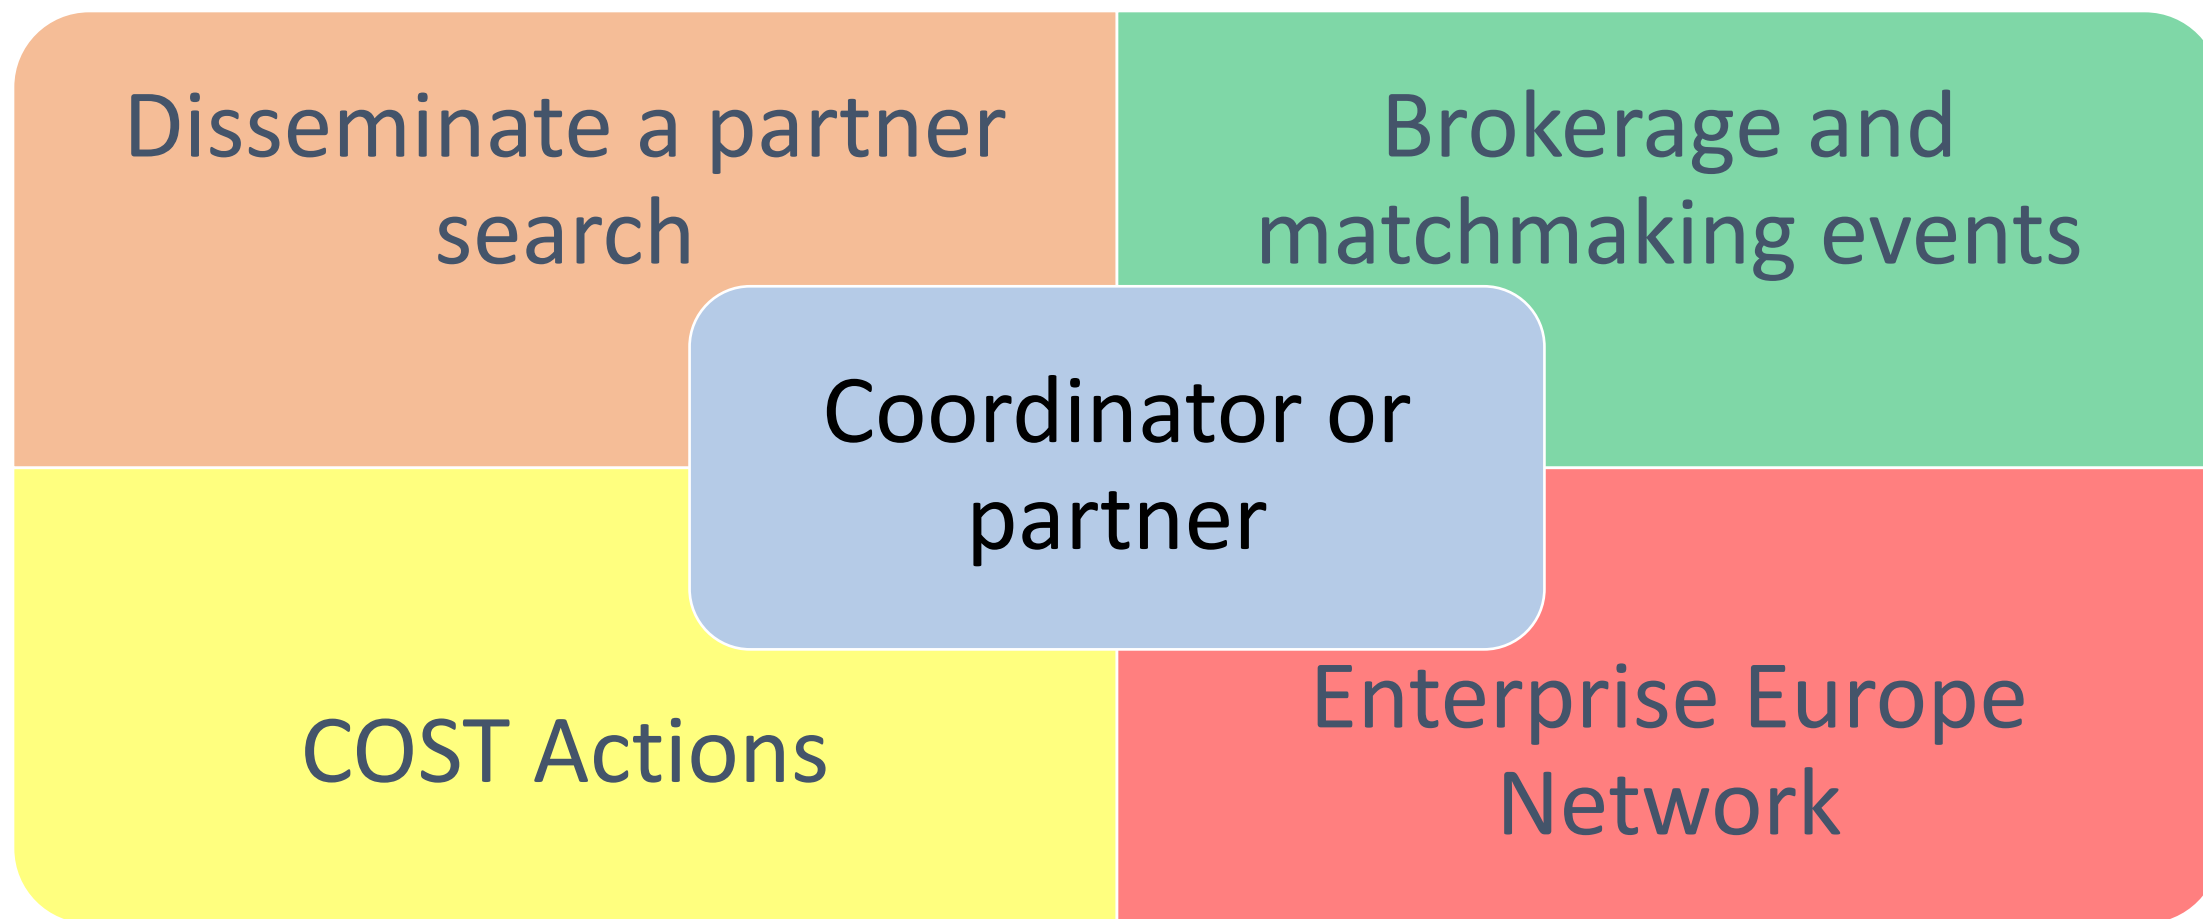 Disseminate a partner
search
Brokerage and
matchmaking events
Coordinator or
partner
COST Actions
Enterprise Europe
Network